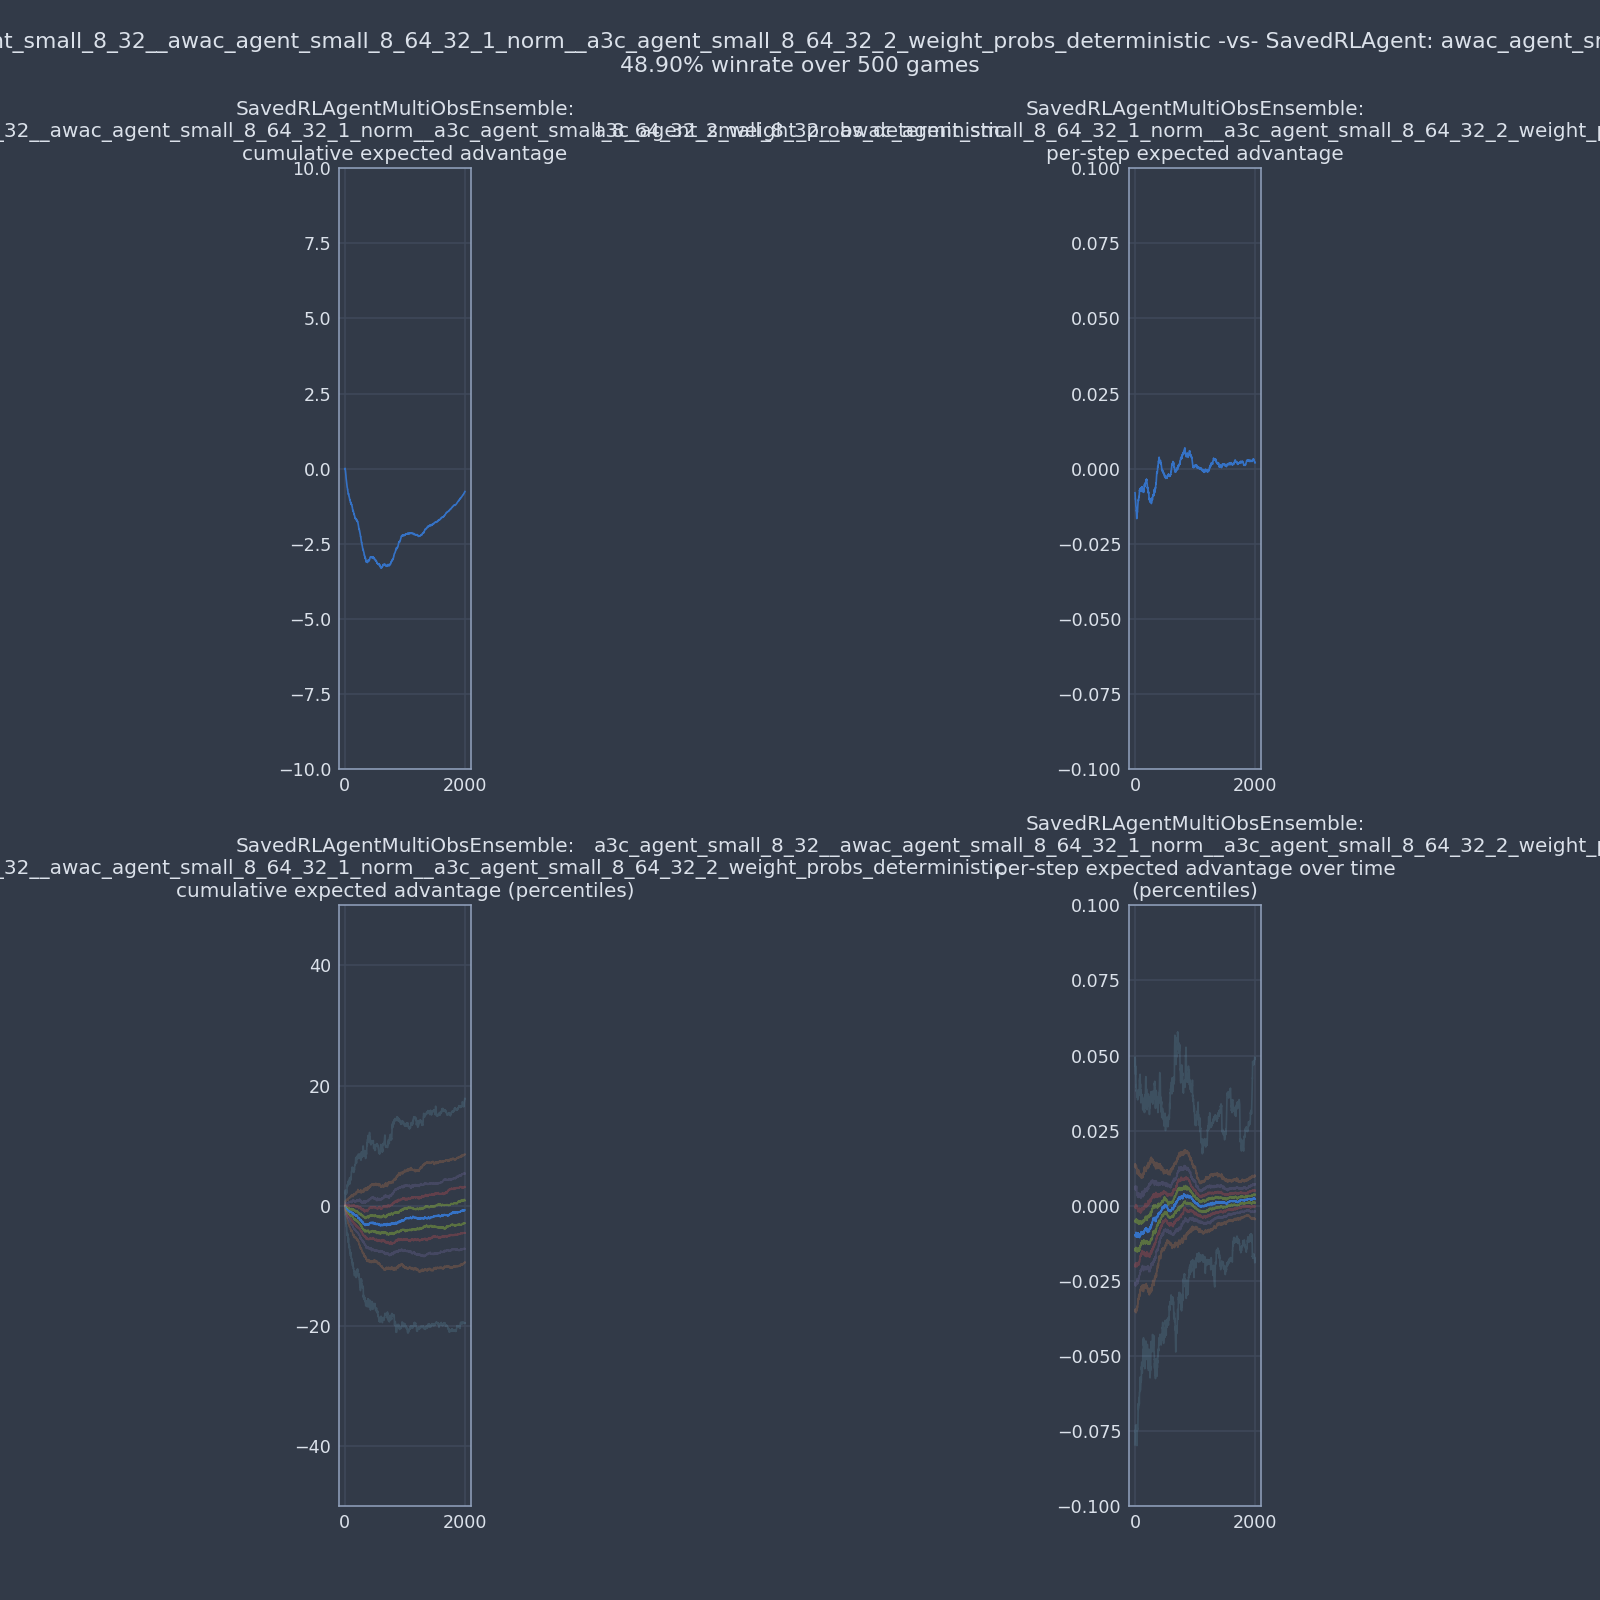 nt_small_8_32__awac_agent_small_8_64_32_1_norm__a3c_agent_small_8_64_32_2_weight_probs_deterministic -vs- SavedRLAgent: awac_agent_sm
48.90% winrate over 500 games
SavedRLAgentMultiObsEnsemble:
_32__awac_agent_small_8_64_32_1_norm__a3c_agent_small_8_64_32_2_weight_probs_deterministic
cumulative expected advantage
10.0
7.5
5.0
2.5
0.0
−2.5
−5.0
−7.5
−10.0
0 2000
SavedRLAgentMultiObsEnsemble:
a3c_agent_small_8_32__awac_agent_small_8_64_32_1_norm__a3c_agent_small_8_64_32_2_weight_p
per-step expected advantage
0.100
0.075
0.050
0.025
0.000
−0.025
−0.050
−0.075
−0.100
0 2000
SavedRLAgentMultiObsEnsemble:
_32__awac_agent_small_8_64_32_1_norm__a3c_agent_small_8_64_32_2_weight_probs_deterministic
cumulative expected advantage (percentiles)
40
20
0
−20
−40
0 2000
SavedRLAgentMultiObsEnsemble:
a3c_agent_small_8_32__awac_agent_small_8_64_32_1_norm__a3c_agent_small_8_64_32_2_weight_p
per-step expected advantage over time
(percentiles)
0.100
0.075
0.050
0.025
0.000
−0.025
−0.050
−0.075
−0.100
0 2000